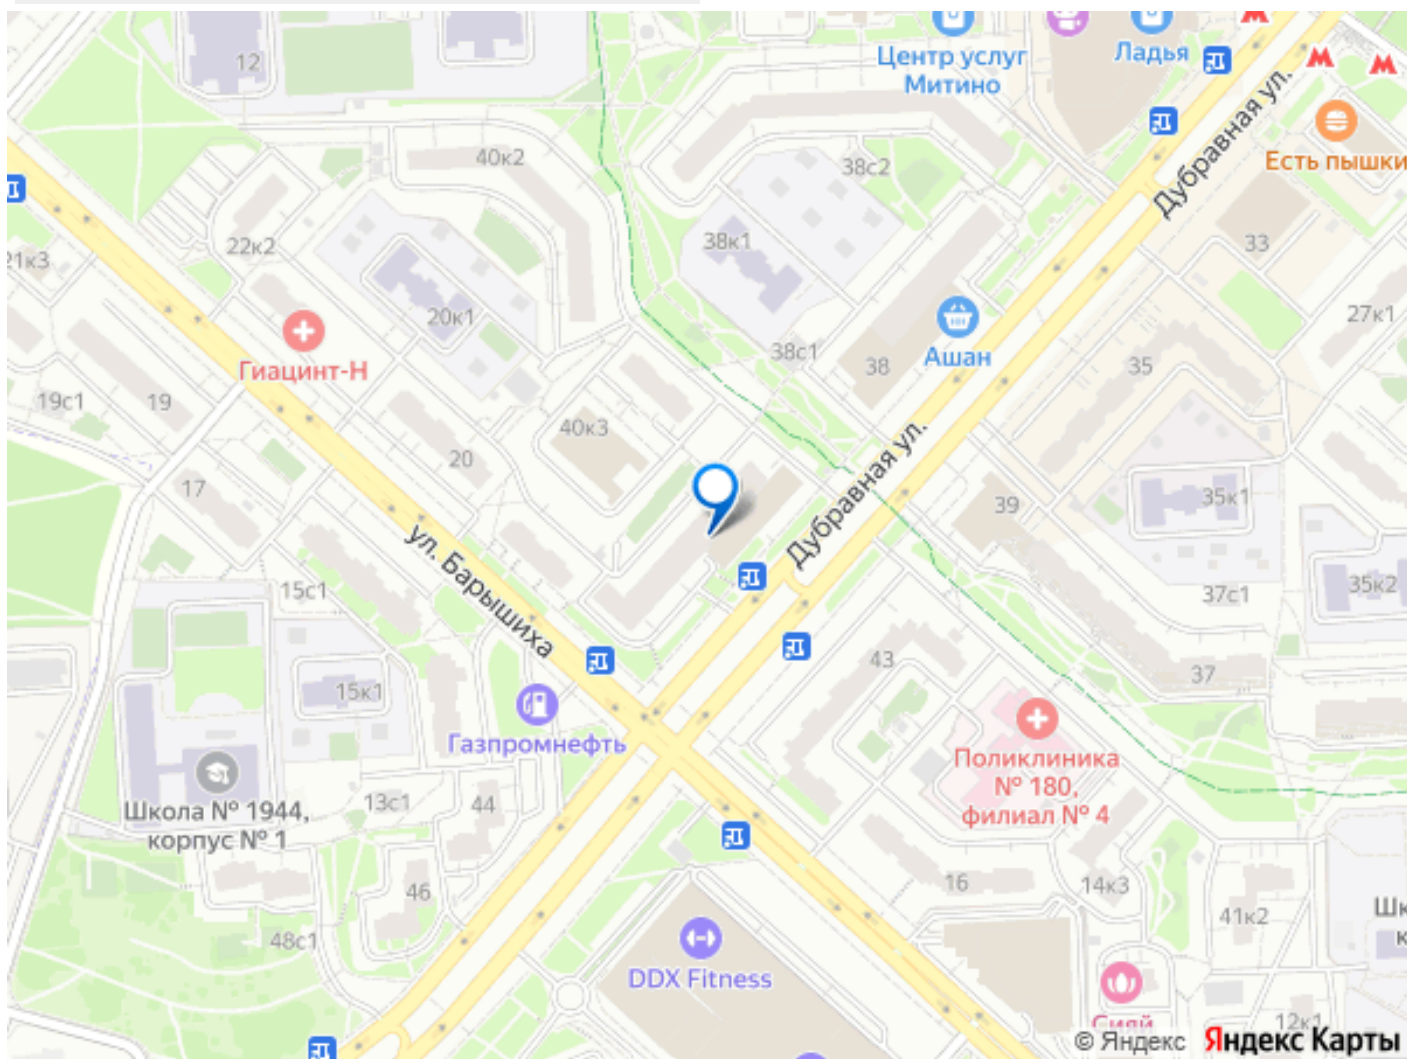 12
Центр услуг
Митино
Ладья
Дубравная ул.
Есть пышки
40к2
38с2
22к2
38к1
33
21к3
20к1
27к1
Гиацинт-Н
38с1
38
Ашан
35
19с1
19
40к3
20
17
Дубравная ул.
39
35к1
ул. Барышиха
15с1
35к2
37с1
43
37
15к1
Газпромнефть
Поликлиника
№ 180,
филиал № 4
Школа № 1944,
корпус № 1
13с1
44
46
16
14к3
41к2
48с1
DDX Fitness
Сияй
12к1
© Яндекс
Яндекс Карты